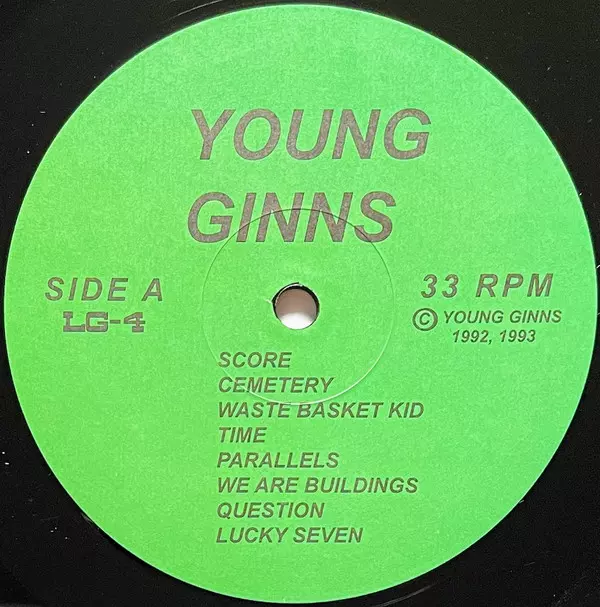 YOUNG
GINNS
SIDE A
LG-4
33 RPM
© YOUNG GINNS
1992, 1993
SCORE
CEMETERY
WASTE BASKET KID
TIME
PARALLELS
WE ARE BUILDINGS
QUESTION
LUCKY SEVEN